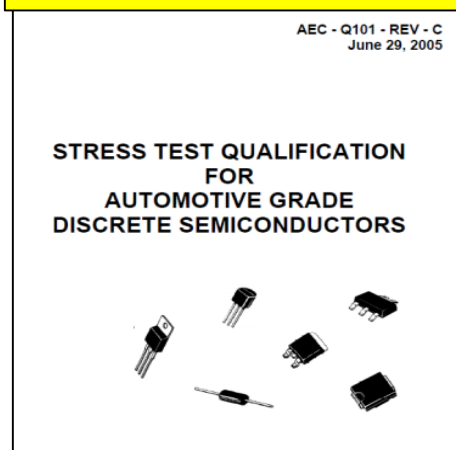 AEC - Q101 - REV - C
June 29, 2005
STRESS TEST QUALIFICATION
FOR
AUTOMOTIVE GRADE
DISCRETE SEMICONDUCTORS